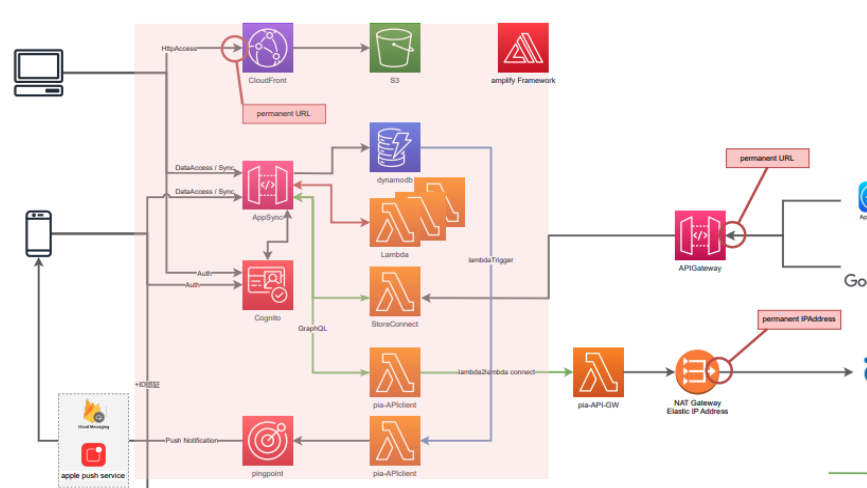 HttpAccess
CloudFront
S3
amplify Framework
permanent URL
DataAccess / Sync
DataAccess / Sync
AppSync
dynamodb
Lambda
permanent URL
APIGateway
lambdaTrigger
Auth
Auth
Cognito
StoreConnect
GraphQL
permanent IPAddress
Goo
lambda2lambda connect
pia-APIclient
pia-API-GW
NAT Gateway
Elastic IP Address
+ID認証
Cloud Messaging
apple push service
Push Notification
pingpoint
pia-APIclient